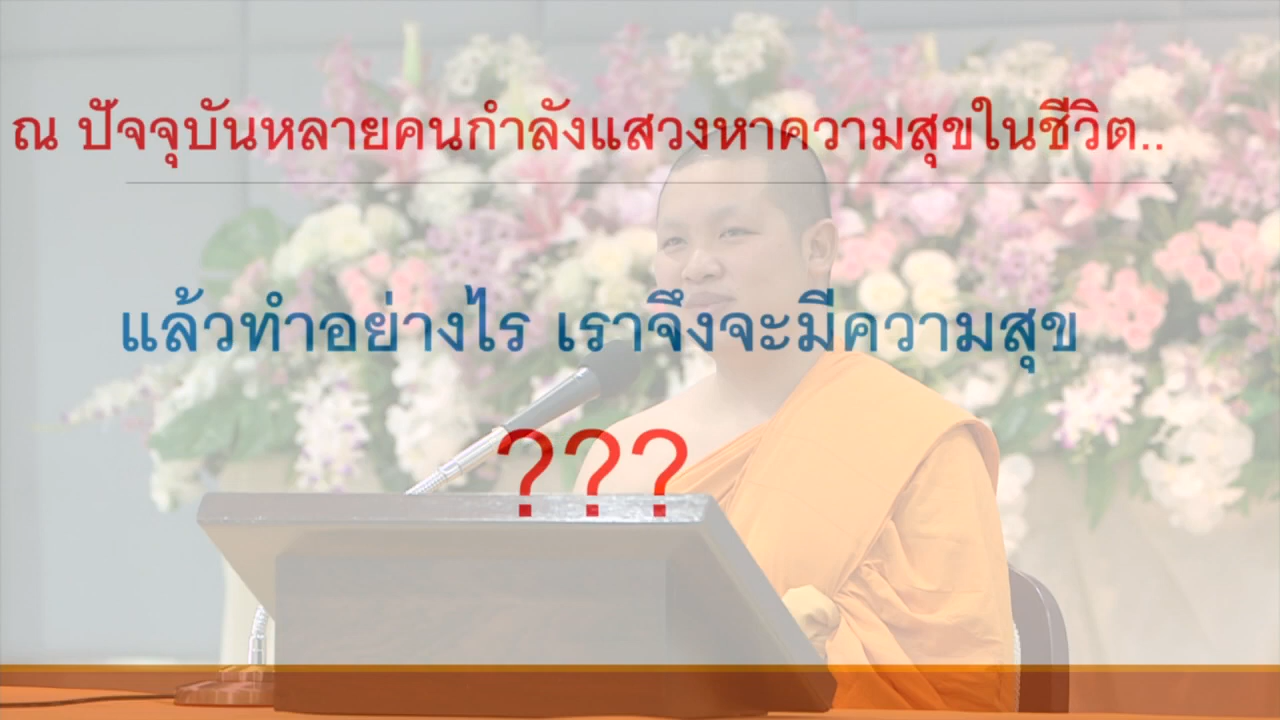 ณ ปัจจุบันหลายคนกำลังแสวงหาความสุขในชีวิต..
แล้วทำอย่างไร เราจึงจะมีความสุข
???